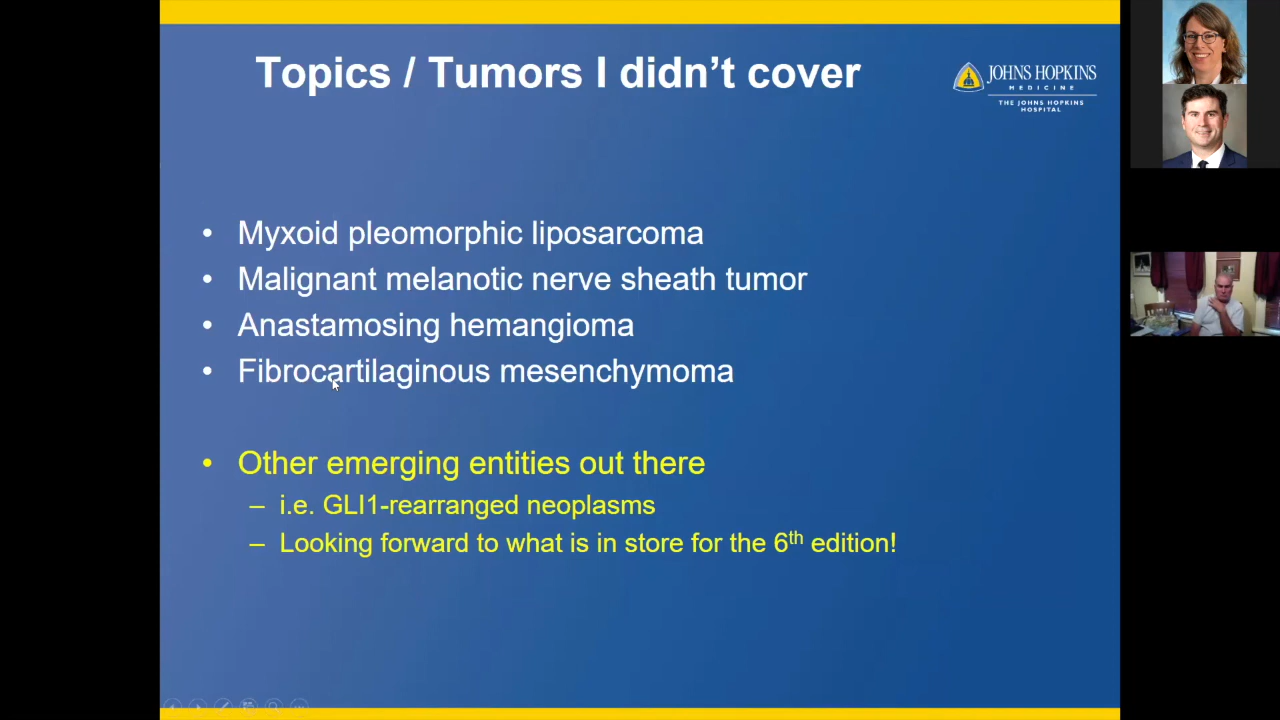 Topics / Tumors I didn’t cover
JOHNS HOPKINS
MEDICINE
THE JOHNS HOPKINS
HOSPITAL
• Myxoid pleomorphic liposarcoma
• Malignant melanotic nerve sheath tumor
• Anastamosing hemangioma
• Fibrocartilaginous mesenchymoma
• Other emerging entities out there
– i.e. GLI1-rearranged neoplasms
– Looking forward to what is in store for the 6th edition!